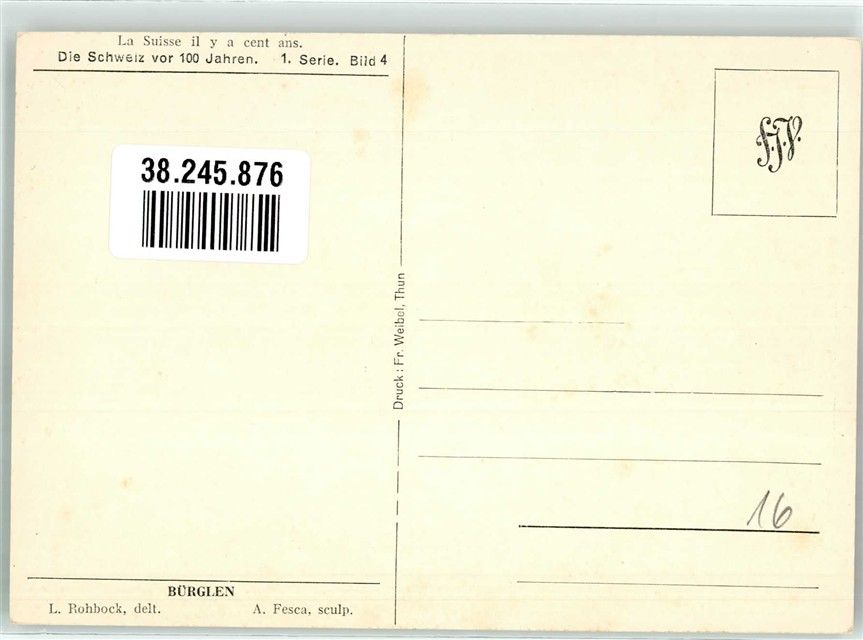 La Suisse il y a cent ans.
Die Schweiz vor 100 Jahren. 1. Serie. Bild 4
38.245.876
Druck: Fr. Weibel, Thun
16
BÜRGLEN
L. Rohbock, delt. A. Fesca, sculp.